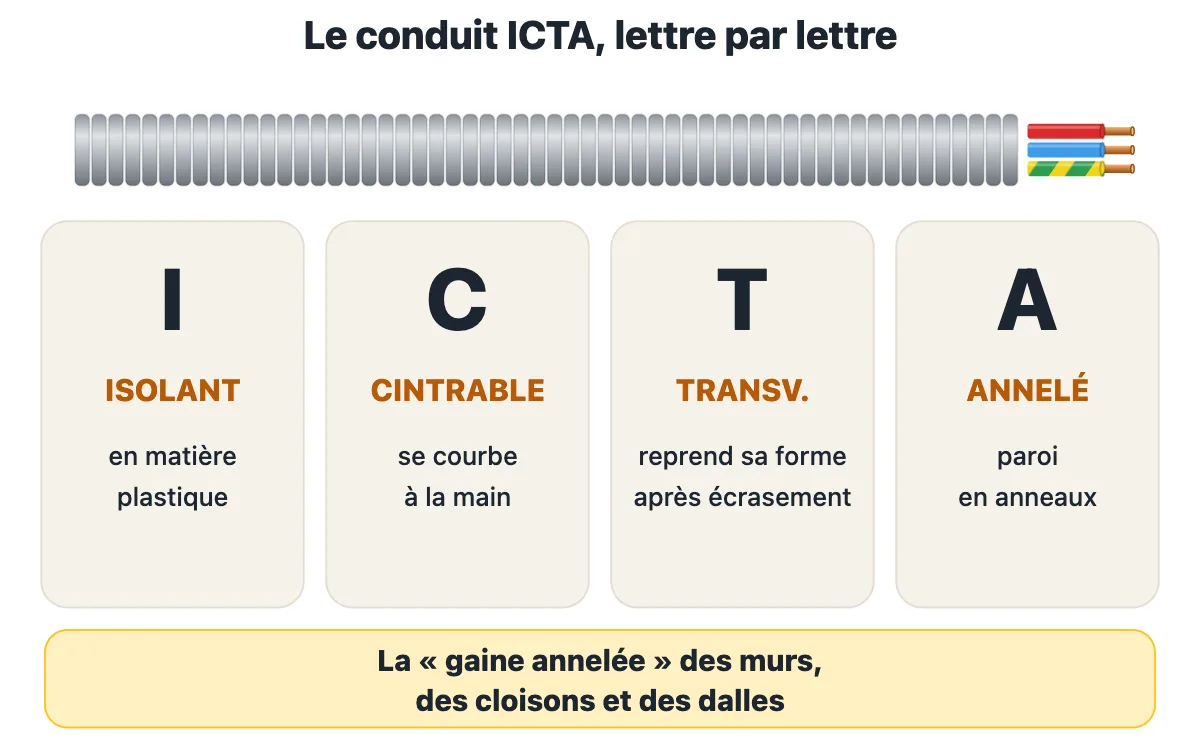 Le conduit ICTA, lettre par lettre
I
ISOLANT
en matière
plastique
C
CINTRABLE
se courbe
à la main
T
TRANSV.
reprend sa forme
après écrasement
A
ANNELÉ
paroi
en anneaux
La « gaine annelée » des murs,
des cloisons et des dalles